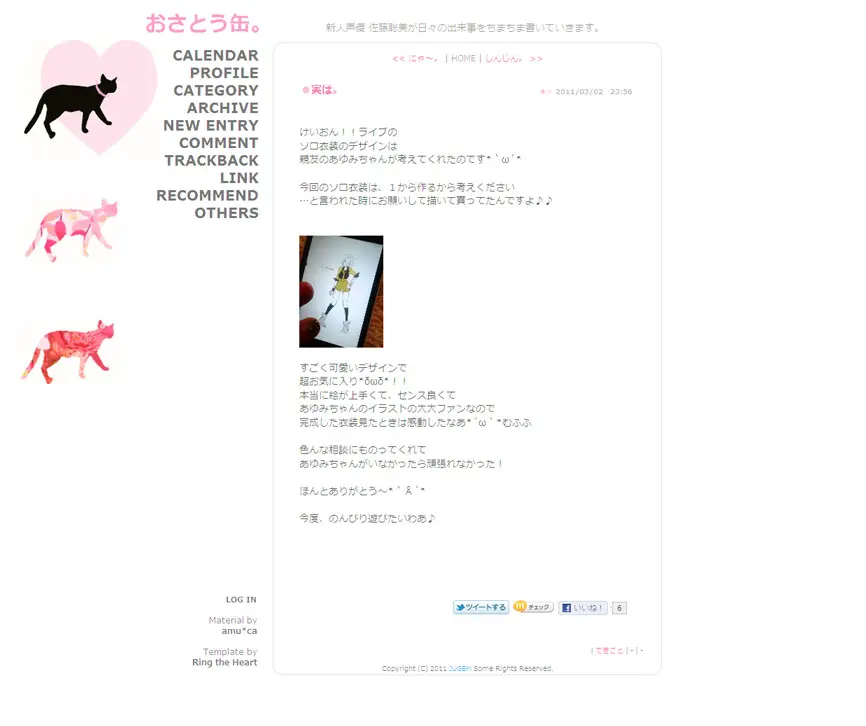 おさとう缶。
新人声優 佐藤聡美が日々の出来事をちまちま書いていきます。
CALENDAR
PROFILE
CATEGORY
ARCHIVE
NEW ENTRY
COMMENT
TRACKBACK
LINK
RECOMMEND
OTHERS
<< にゃ〜。 | HOME | しんじん。 >>
実は。
2011/03/02 23:56
けいおん！！ライブの
ソロ衣装のデザインは
親友のあゆみちゃんが考えてくれたのです*｀ω´*
今回のソロ衣装は、１から作るから考えください
…と言われた時にお願いして描いて貰ってたんですよ♪♪
すごく可愛いデザインで
超お気に入り*δωδ*！！
本当に絵が上手くて、センス良くて
あゆみちゃんのイラストの大大ファンなので
完成した衣装見たときは感動したなあ*´ω｀*むふふ
色んな相談にものってくれて
あゆみちゃんがいなかったら頑張れなかった！
ほんとありがとう〜*｀Å´*
今度、のんびり遊びたいわあ♪
ツイートする
チェック
いいね！ 6
| できごと | - | -
LOG IN
Material by
amu*ca
Template by
Ring the Heart
Copyright (C) 2011 JUGEM Some Rights Reserved.